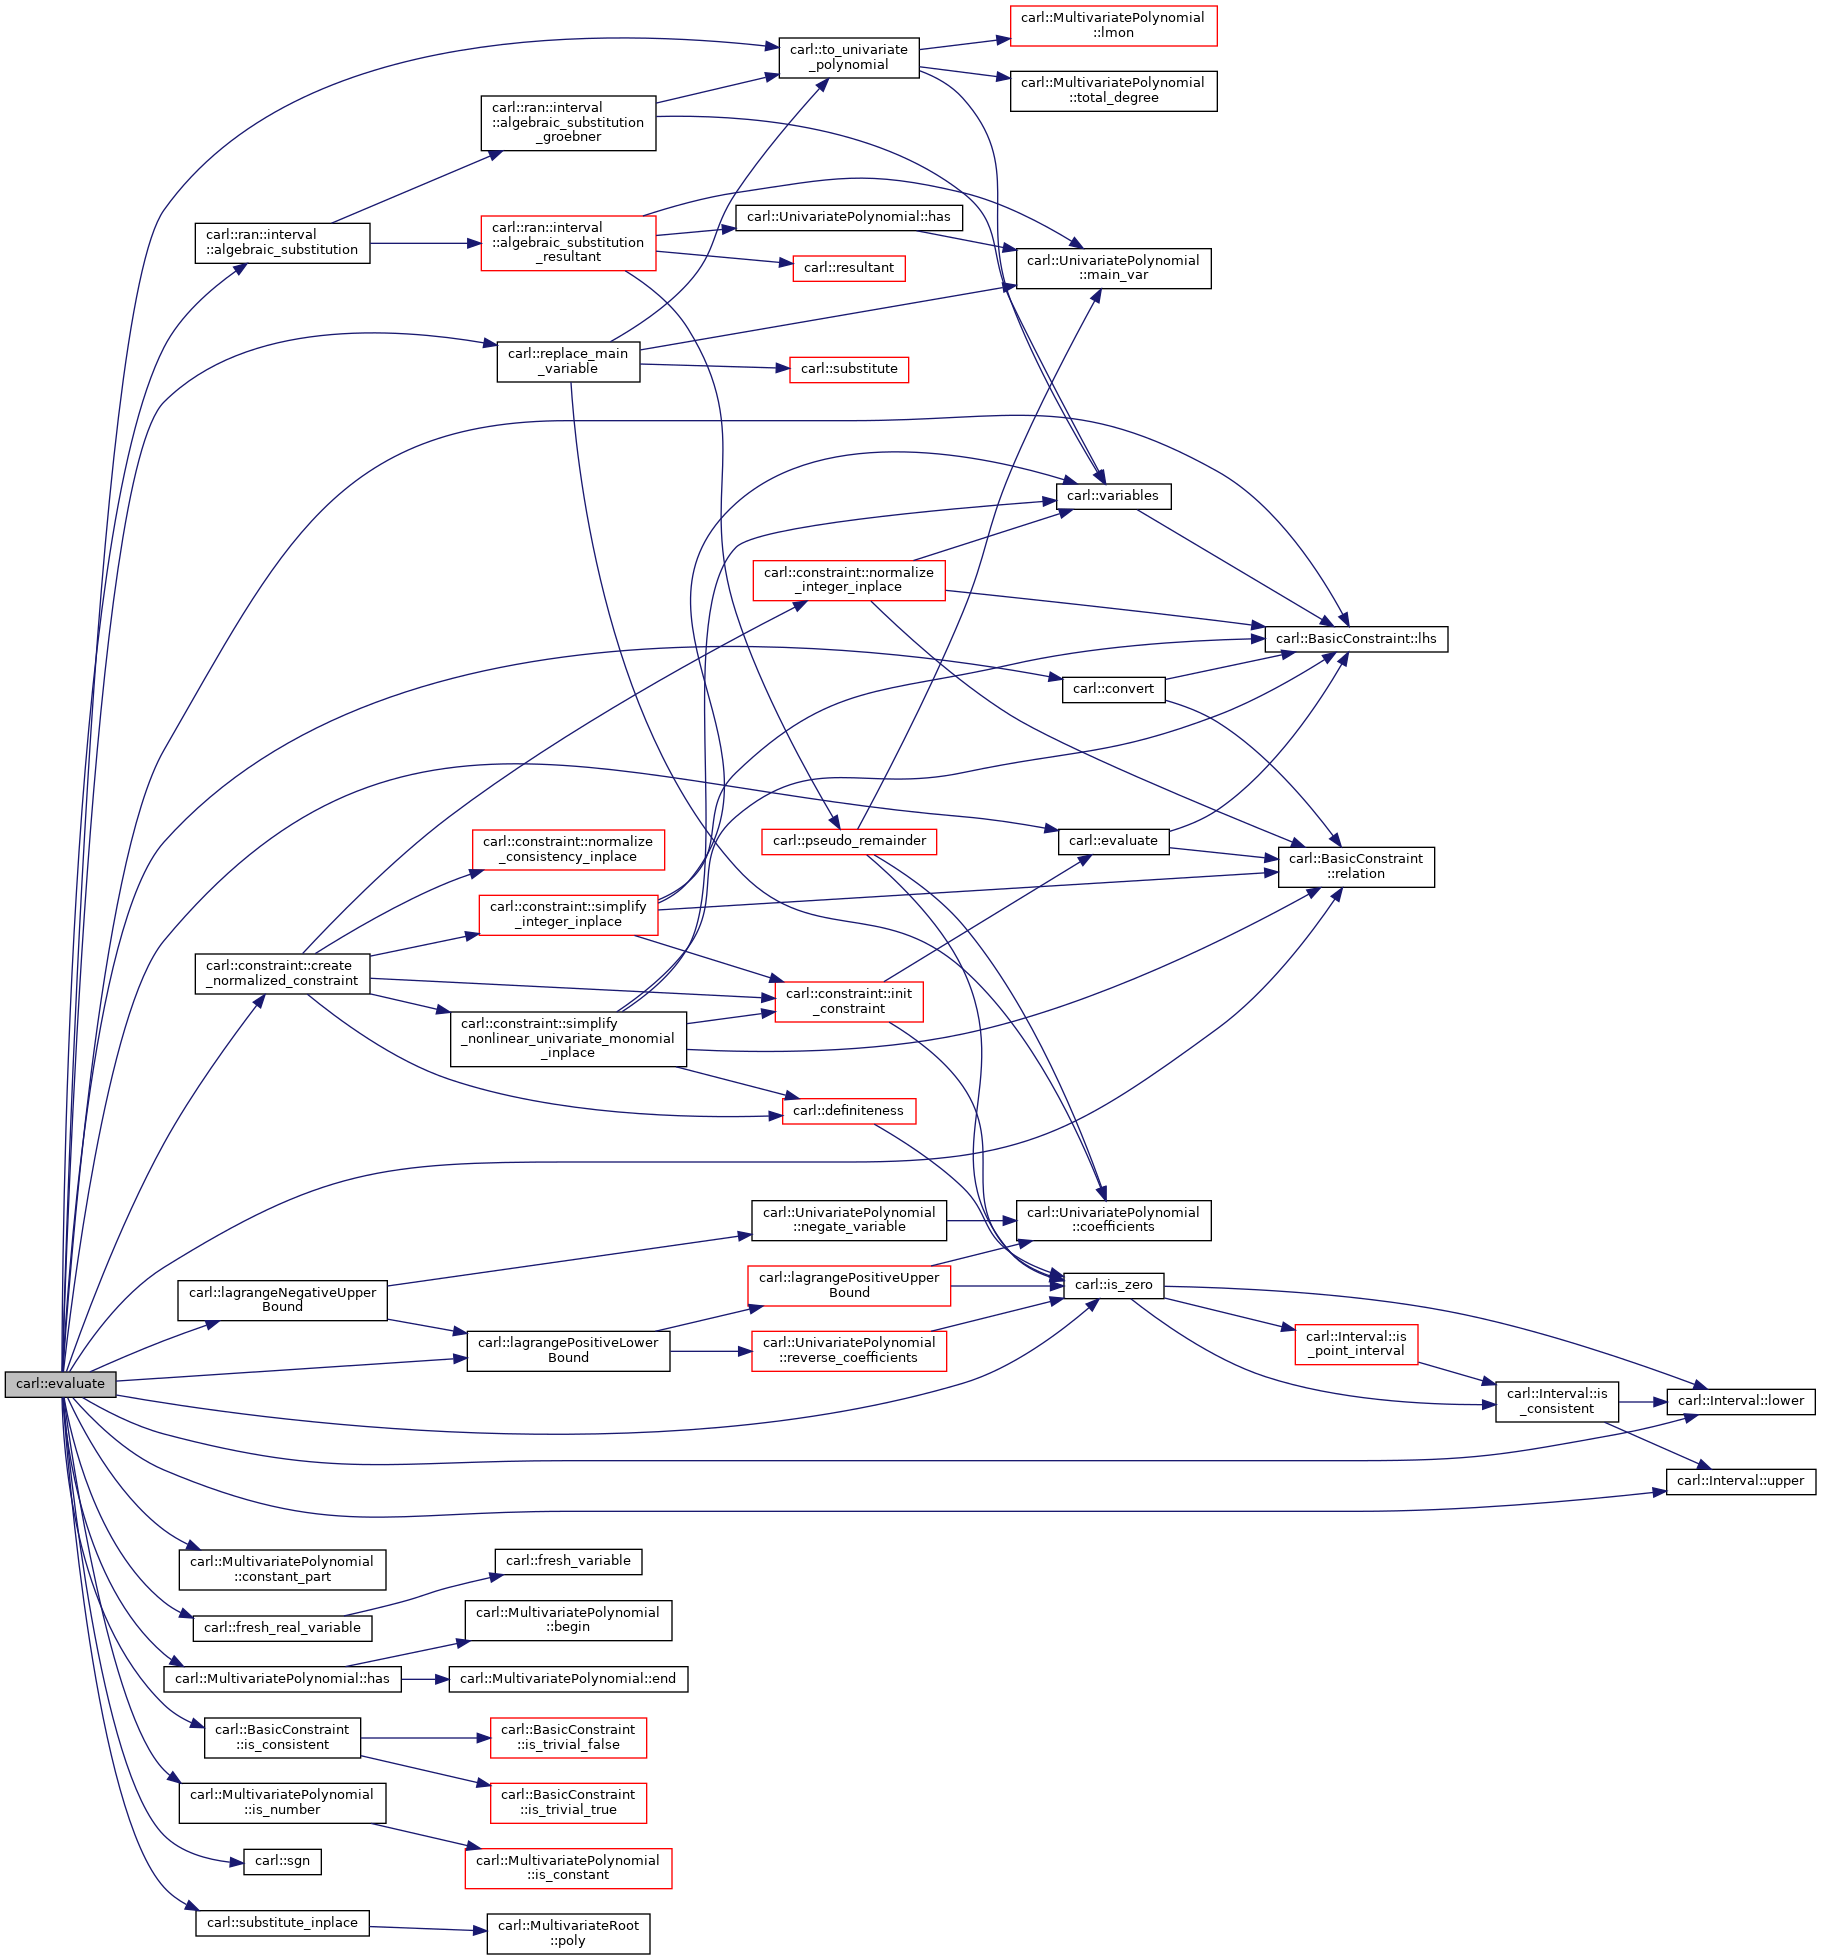 carl::evaluate
carl::ran::interval
::algebraic_substitution
carl::constraint::create
_normalized_constraint
carl::lagrangeNegativeUpper
Bound
carl::MultivariatePolynomial
::constant_part
carl::fresh_real_variable
carl::MultivariatePolynomial::has
carl::BasicConstraint
::is_consistent
carl::MultivariatePolynomial
::is_number
carl::sgn
carl::substitute_inplace
carl::ran::interval
::algebraic_substitution
_groebner
carl::ran::interval
::algebraic_substitution
_resultant
carl::replace_main
_variable
carl::constraint::normalize
_consistency_inplace
carl::constraint::simplify
_integer_inplace
carl::constraint::simplify
_nonlinear_univariate_monomial
_inplace
carl::lagrangePositiveLower
Bound
carl::fresh_variable
carl::MultivariatePolynomial
::begin
carl::MultivariatePolynomial::end
carl::BasicConstraint
::is_trivial_false
carl::BasicConstraint
::is_trivial_true
carl::MultivariatePolynomial
::is_constant
carl::MultivariateRoot
::poly
carl::to_univariate
_polynomial
carl::UnivariatePolynomial::has
carl::resultant
carl::substitute
carl::constraint::normalize
_integer_inplace
carl::pseudo_remainder
carl::constraint::init
_constraint
carl::definiteness
carl::UnivariatePolynomial
::negate_variable
carl::lagrangePositiveUpper
Bound
carl::UnivariatePolynomial
::reverse_coefficients
carl::MultivariatePolynomial
::lmon
carl::MultivariatePolynomial
::total_degree
carl::UnivariatePolynomial
::main_var
carl::variables
carl::convert
carl::evaluate
carl::UnivariatePolynomial
::coefficients
carl::is_zero
carl::BasicConstraint::lhs
carl::BasicConstraint
::relation
carl::Interval::is
_point_interval
carl::Interval::is
_consistent
carl::Interval::lower
carl::Interval::upper